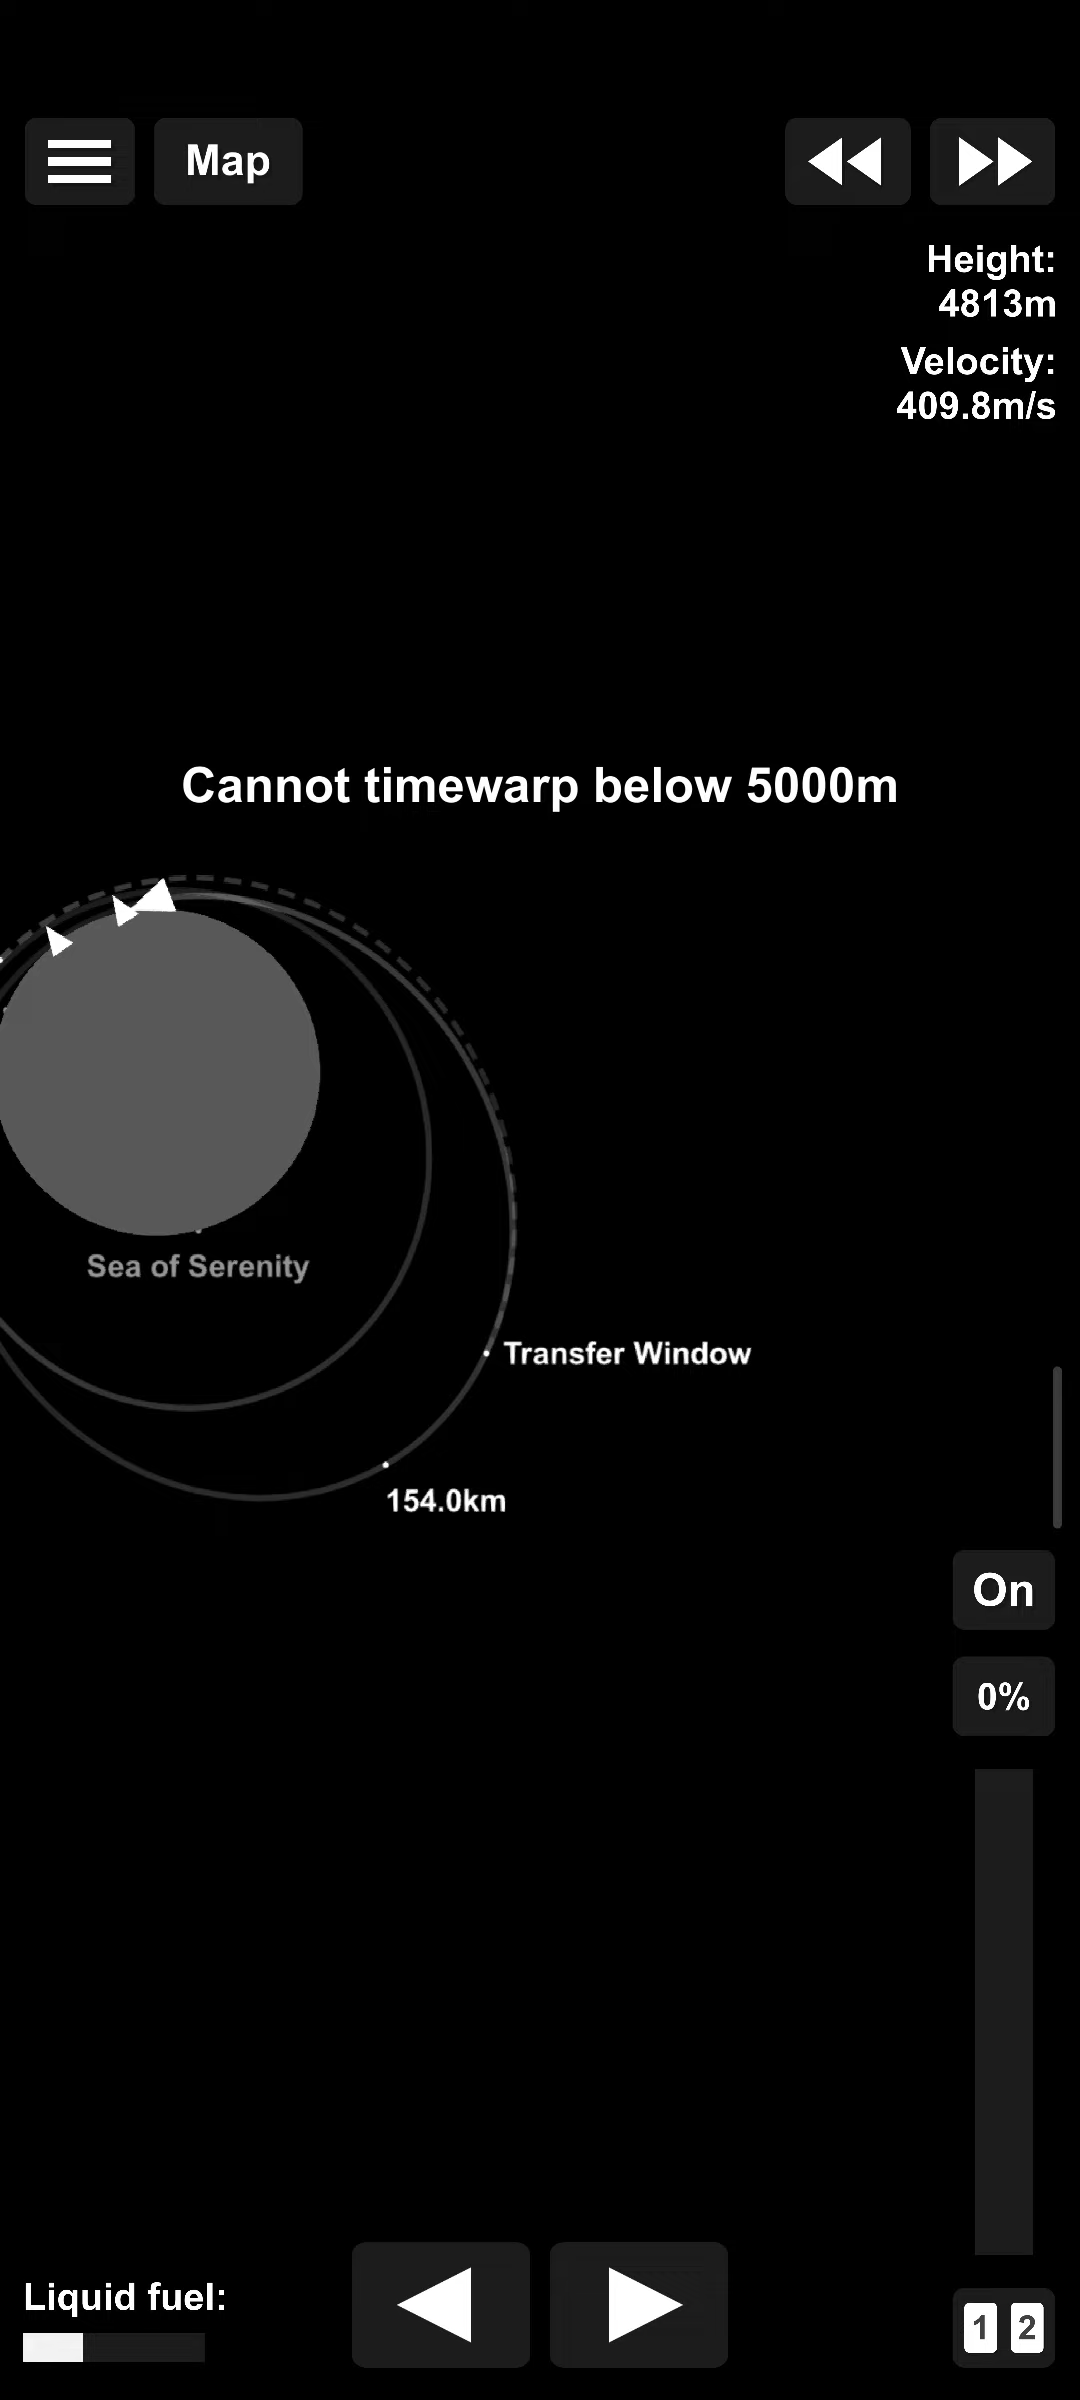 Map
Height:
4813m
Velocity:
409.8m/s
Cannot timewarp below 5000m
Sea of Serenity
Transfer Window
154.0km
On
0%
Liquid fuel:
1 2